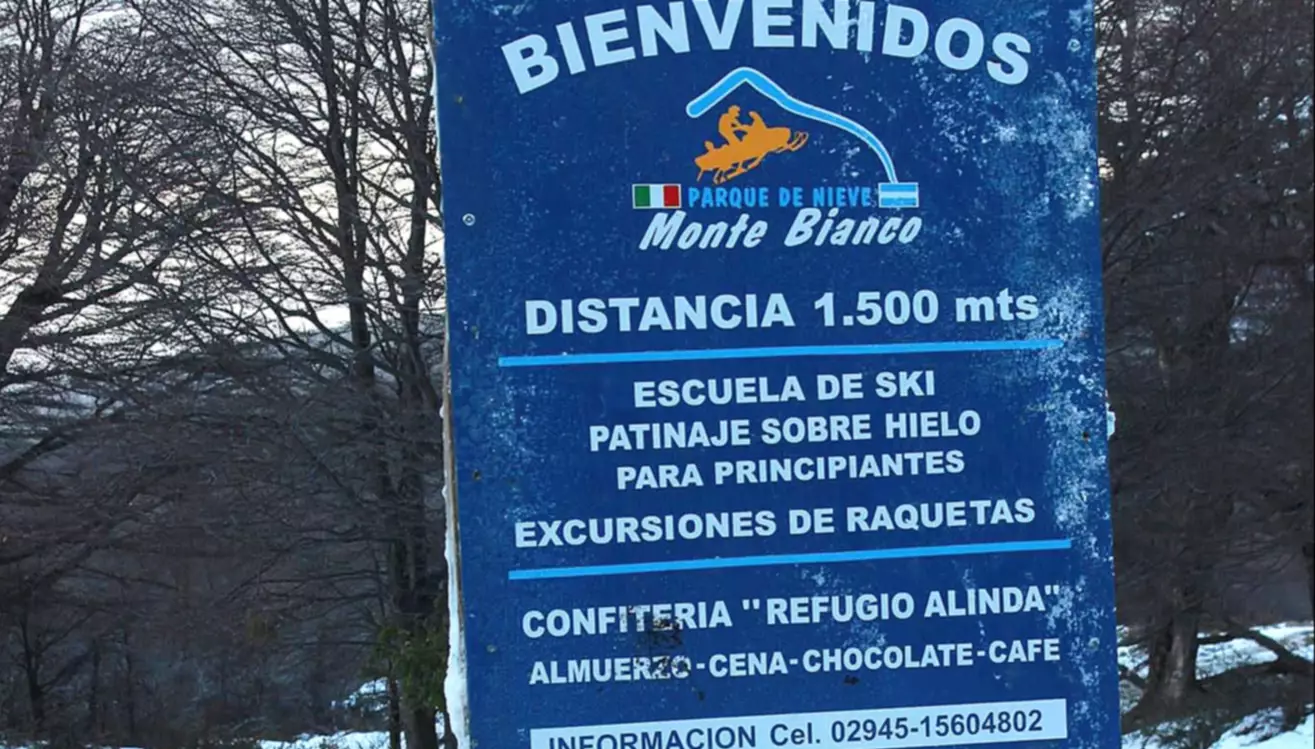 BIENVENIDOS
PARQUE DE NIEVE
Monte Bianco
DISTANCIA 1.500 mts
ESCUELA DE SKI
PATINAJE SOBRE HIELO
PARA PRINCIPIANTES
EXCURSIONES DE RAQUETAS
CONFITERIA "REFUGIO ALINDA"
ALMUERZO-CENA-CHOCOLATE-CAFE
INFORMACION Cel. 02945-15604802